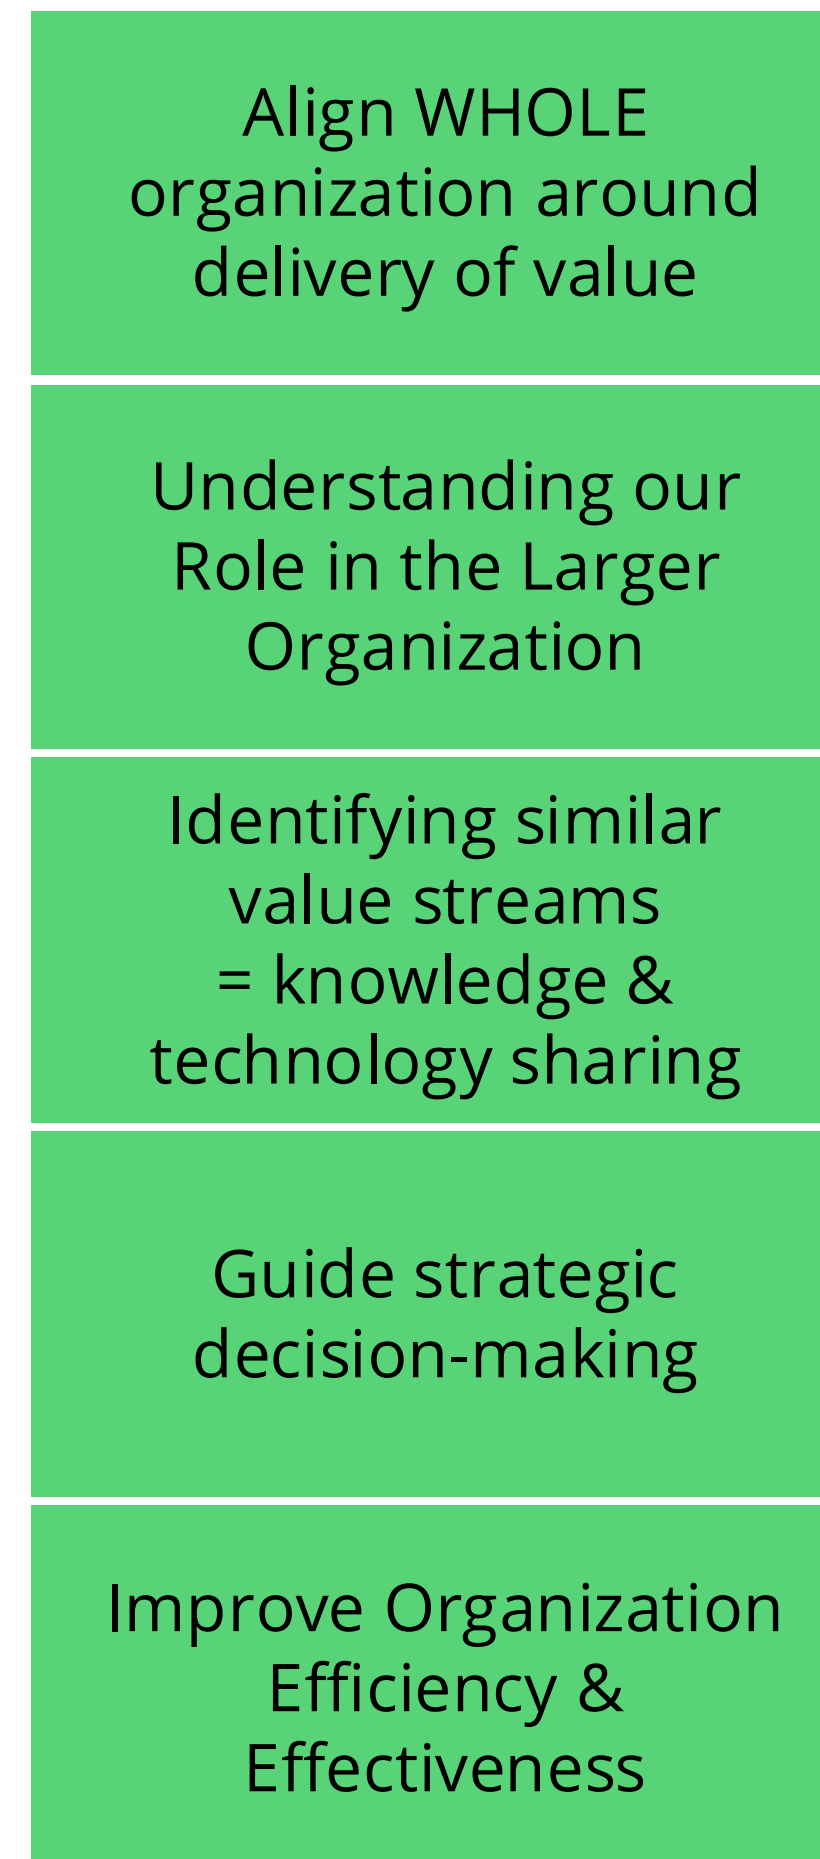 Align WHOLE
organization around
delivery of value
Understanding our
Role in the Larger
Organization
Identifying similar
value streams
= knowledge &
technology sharing
Guide strategic
decision-making
Improve Organization
Efficiency &
Effectiveness